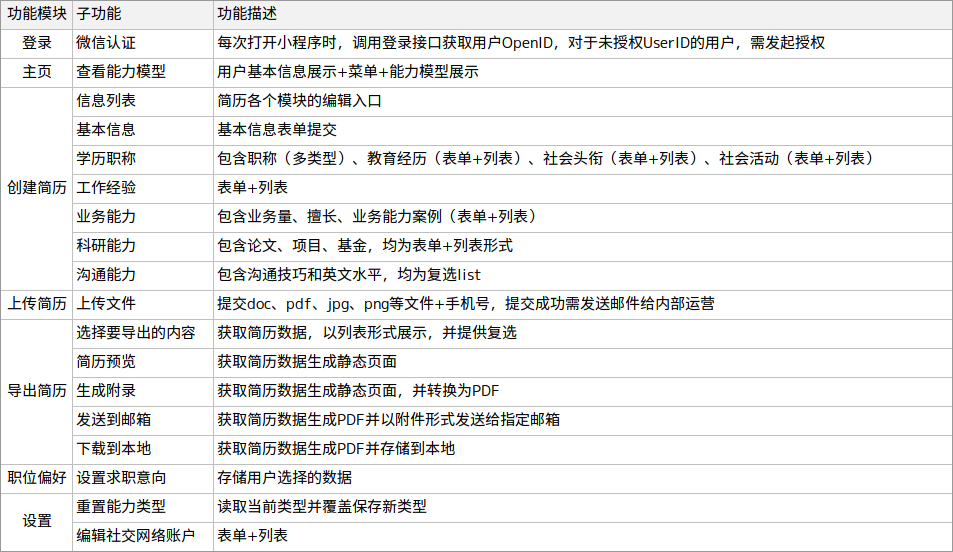 功能模块 子功能 功能描述
登录 微信认证 每次打开小程序时，调用登录接口获取用户OpenID，对于未授权UserID的用户，需发起授权
主页 查看能力模型 用户基本信息展示+菜单+能力模型展示
创建简历 信息列表 简历各个模块的编辑入口
基本信息 基本信息表单提交
学历职称 包含职称（多类型）、教育经历（表单+列表）、社会头衔（表单+列表）、社会活动（表单+列表）
工作经验 表单+列表
业务能力 包含业务量、擅长、业务能力案例（表单+列表）
科研能力 包含论文、项目、基金，均为表单+列表形式
沟通能力 包含沟通技巧和英文水平，均为复选list
上传简历 上传文件 提交doc、pdf、jpg、png等文件+手机号，提交成功需发送邮件给内部运营
导出简历 选择要导出的内容 获取简历数据，以列表形式展示，并提供复选
简历预览 获取简历数据生成静态页面
生成附录 获取简历数据生成静态页面，并转换为PDF
发送到邮箱 获取简历数据生成PDF并以附件形式发送给指定邮箱
下载到本地 获取简历数据生成PDF并存储到本地
职位偏好 设置求职意向 存储用户选择的数据
设置 重置能力类型 读取当前类型并覆盖保存新类型
编辑社交网络账户 表单+列表